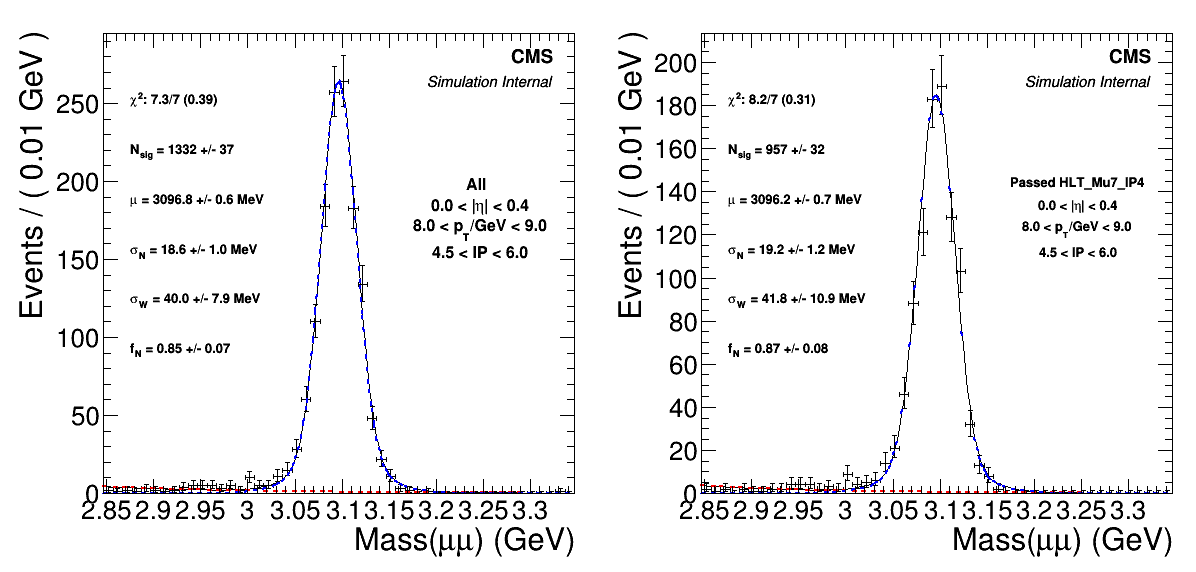 CMS
Simulation Internal
χ²: 7.3/7 (0.39)
N_sig = 1332 +/- 37
μ = 3096.8 +/- 0.6 MeV
σ_N = 18.6 +/- 1.0 MeV
σ_W = 40.0 +/- 7.9 MeV
f_N = 0.85 +/- 0.07
All
0.0 < |η| < 0.4
8.0 < p_T/GeV < 9.0
4.5 < IP < 6.0
Events / ( 0.01 GeV )
250
200
150
100
50
0
2.85 2.9 2.95 3 3.05 3.1 3.15 3.2 3.25 3.3
Mass(μμ) (GeV)
CMS
Simulation Internal
χ²: 8.2/7 (0.31)
N_sig = 957 +/- 32
μ = 3096.2 +/- 0.7 MeV
σ_N = 19.2 +/- 1.2 MeV
σ_W = 41.8 +/- 10.9 MeV
f_N = 0.87 +/- 0.08
Passed HLT_Mu7_IP4
0.0 < |η| < 0.4
8.0 < p_T/GeV < 9.0
4.5 < IP < 6.0
Events / ( 0.01 GeV )
200
180
160
140
120
100
80
60
40
20
0
2.85 2.9 2.95 3 3.05 3.1 3.15 3.2 3.25 3.3
Mass(μμ) (GeV)